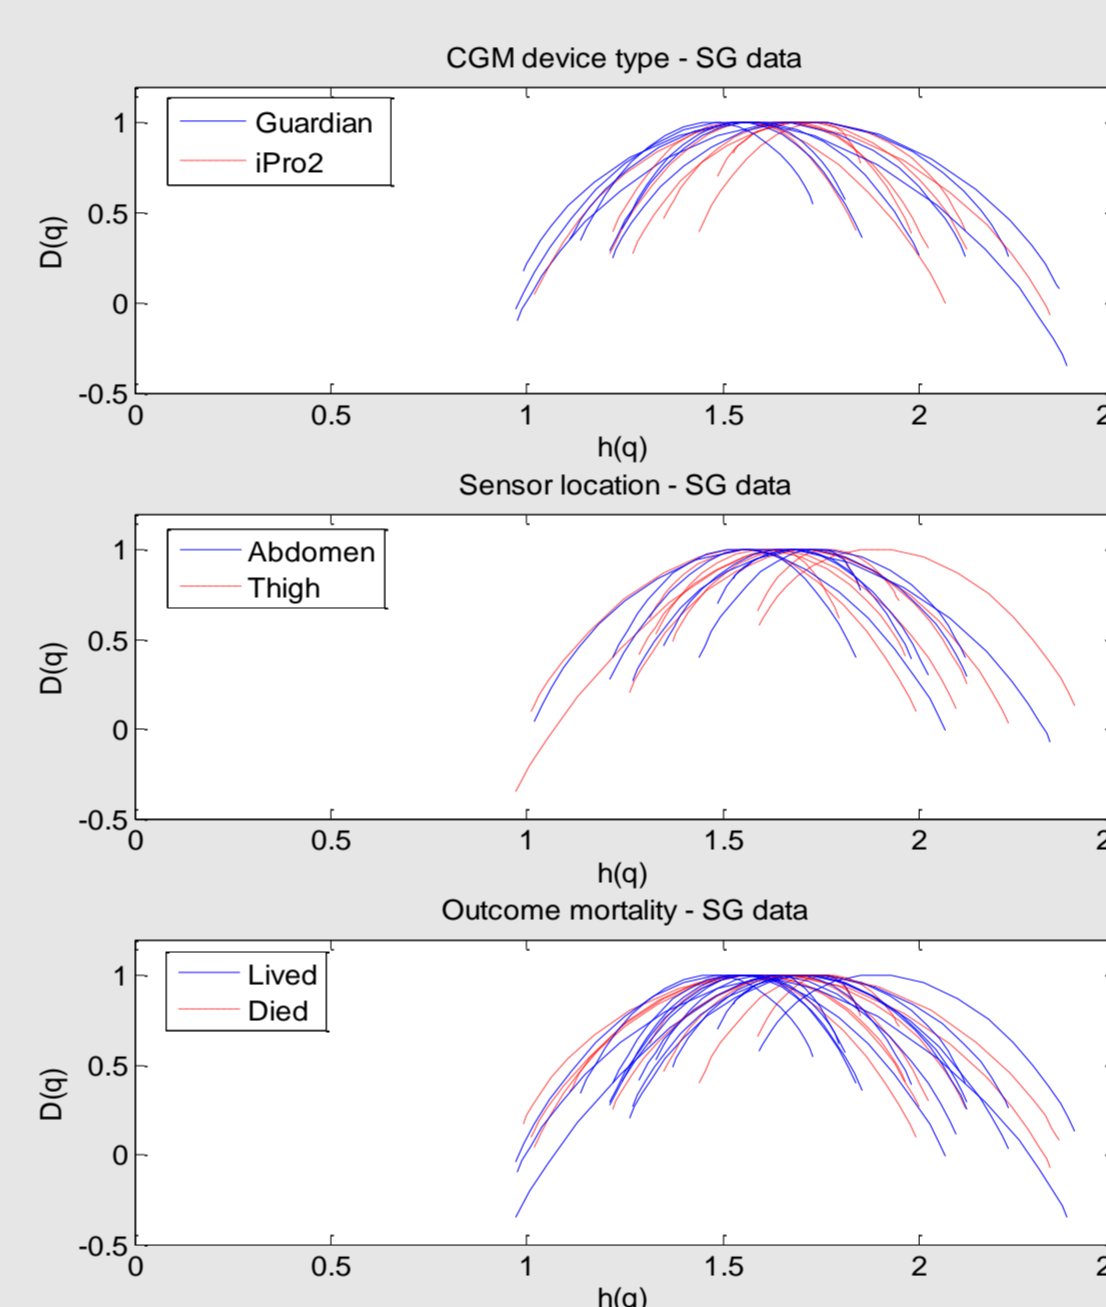 CGM device type - SG data
Guardian
iPro2
1
0.5
0
-0.5
D(q)
0 0.5 1 1.5 2 2
h(q)
Sensor location - SG data
Abdomen
Thigh
1
0.5
0
-0.5
D(q)
0 0.5 1 1.5 2 2
h(q)
Outcome mortality - SG data
Lived
Died
1
0.5
0
-0.5
D(q)
0 0.5 1 1.5 2 2
h(q)